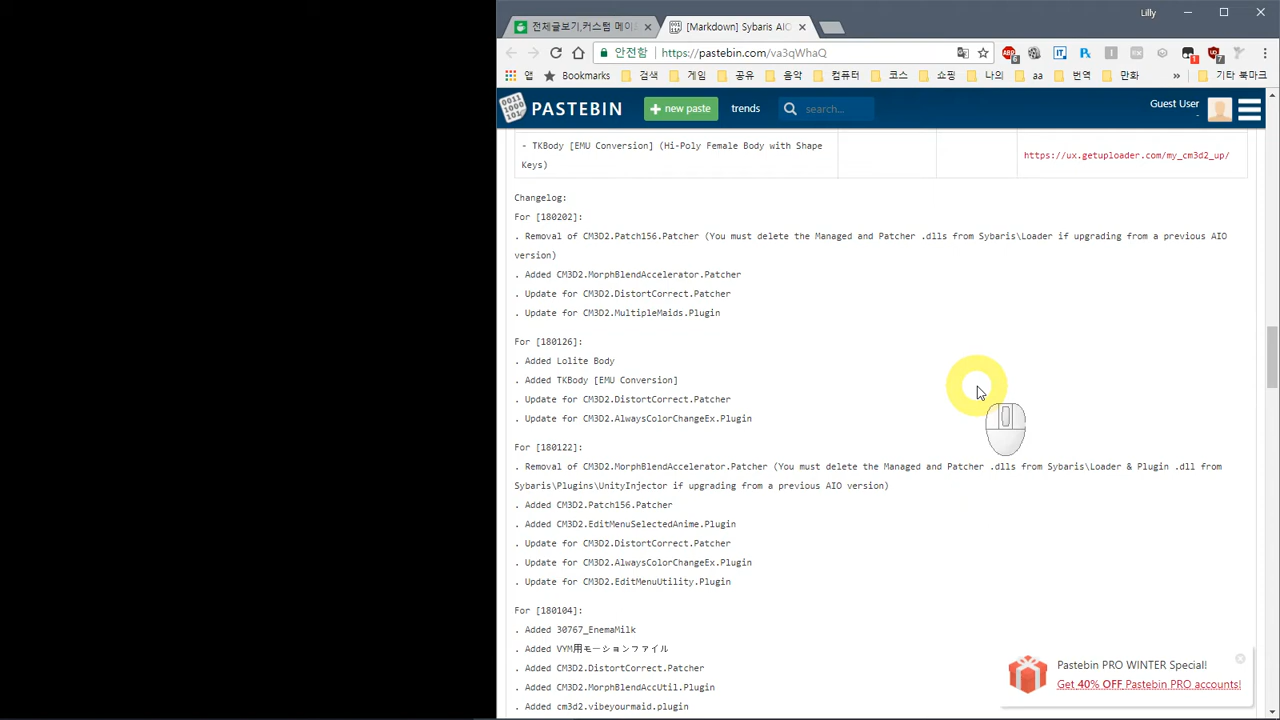 Lilly
전체글보기,커스텀 메이드
[Markdown] Sybaris AIO
안전함 https://pastebin.com/va3qWhaQ
6
1
7
앱 Bookmarks 검색 게임 공유 음악 컴퓨터 코스 쇼핑 나의 aa 번역 만화 » 기타 북마크
PASTEBIN + new paste trends search... Guest User
-
- TKBody [EMU Conversion] (Hi-Poly Female Body with Shape
Keys)
https://ux.getuploader.com/my_cm3d2_up/
Changelog:
For [180202]:
. Removal of CM3D2.Patch156.Patcher (You must delete the Managed and Patcher .dlls from Sybaris\Loader if upgrading from a previous AIO
version)
. Added CM3D2.MorphBlendAccelerator.Patcher
. Update for CM3D2.DistortCorrect.Patcher
. Update for CM3D2.MultipleMaids.Plugin
For [180126]:
. Added Lolite Body
. Added TKBody [EMU Conversion]
. Update for CM3D2.DistortCorrect.Patcher
. Update for CM3D2.AlwaysColorChangeEx.Plugin
For [180122]:
. Removal of CM3D2.MorphBlendAccelerator.Patcher (You must delete the Managed and Patcher .dlls from Sybaris\Loader & Plugin .dll from
Sybaris\Plugins\UnityInjector if upgrading from a previous AIO version)
. Added CM3D2.Patch156.Patcher
. Added CM3D2.EditMenuSelectedAnime.Plugin
. Update for CM3D2.DistortCorrect.Patcher
. Update for CM3D2.AlwaysColorChangeEx.Plugin
. Update for CM3D2.EditMenuUtility.Plugin
For [180104]:
. Added 30767_EnemaMilk
. Added VYM用モーションファイル
. Added CM3D2.DistortCorrect.Patcher
. Added CM3D2.MorphBlendAccUtil.Plugin
. Added cm3d2.vibeyourmaid.plugin
Pastebin PRO WINTER Special!
Get 40% OFF Pastebin PRO accounts!